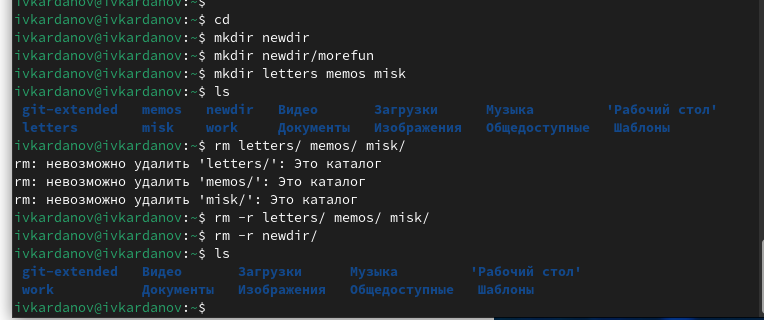 ivkardanov@ivkardanov:~$
ivkardanov@ivkardanov:~$ cd
ivkardanov@ivkardanov:~$ mkdir newdir
ivkardanov@ivkardanov:~$ mkdir newdir/morefun
ivkardanov@ivkardanov:~$ mkdir letters memos misk
ivkardanov@ivkardanov:~$ ls
git-extended memos newdir Видео Загрузки Музыка 'Рабочий стол'
letters misk work Документы Изображения Общедоступные Шаблоны
ivkardanov@ivkardanov:~$ rm letters/ memos/ misk/
rm: невозможно удалить 'letters/': Это каталог
rm: невозможно удалить 'memos/': Это каталог
rm: невозможно удалить 'misk/': Это каталог
ivkardanov@ivkardanov:~$ rm -r letters/ memos/ misk/
ivkardanov@ivkardanov:~$ rm -r newdir/
ivkardanov@ivkardanov:~$ ls
git-extended Видео Загрузки Музыка 'Рабочий стол'
work Документы Изображения Общедоступные Шаблоны
ivkardanov@ivkardanov:~$